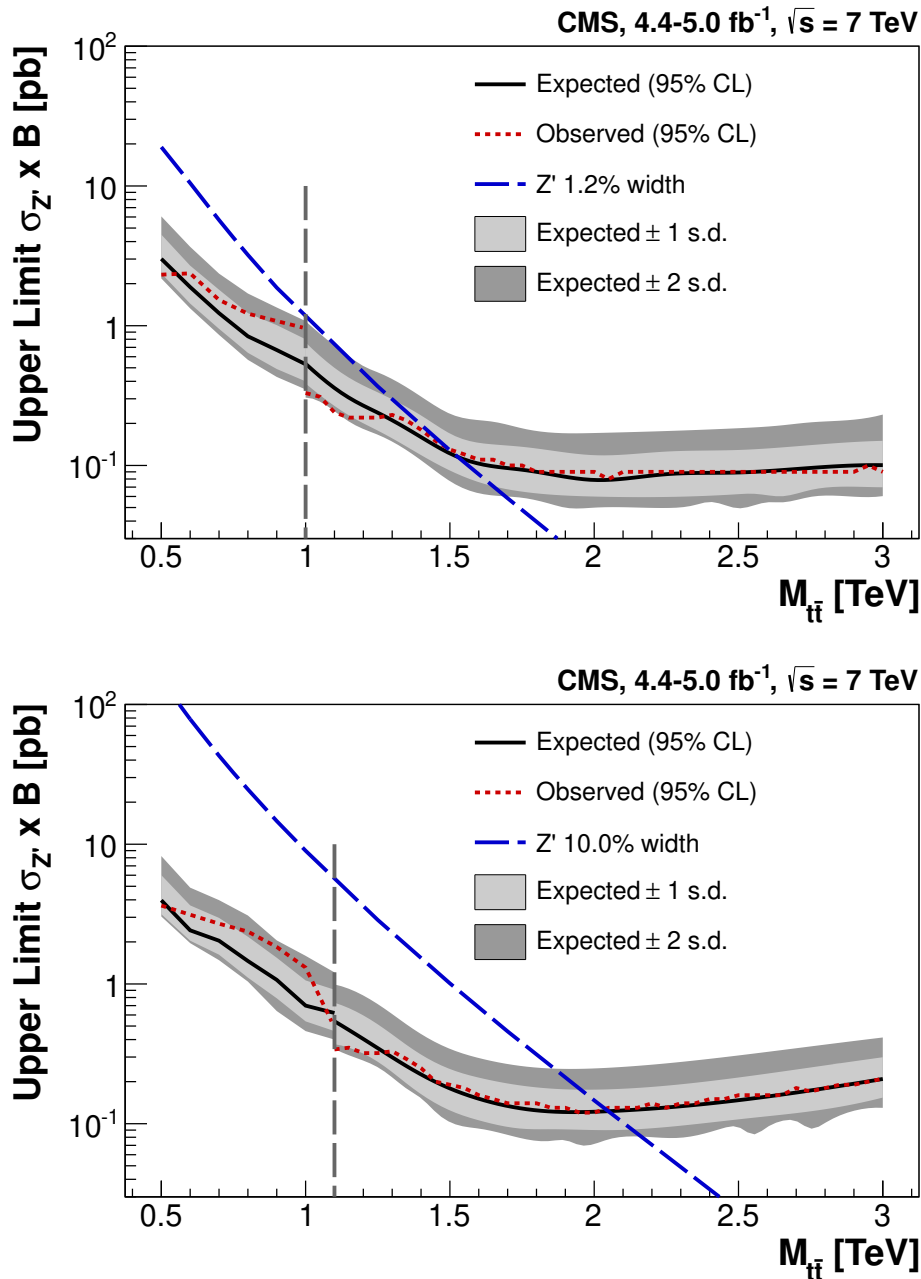 CMS, 4.4-5.0 fb⁻¹, √s = 7 TeV
Upper Limit σ_Z' x B [pb]
10²
10
1
10⁻¹
Expected (95% CL)
Observed (95% CL)
Z' 1.2% width
Expected ± 1 s.d.
Expected ± 2 s.d.
0.5 1 1.5 2 2.5 3
M_tt̄ [TeV]
CMS, 4.4-5.0 fb⁻¹, √s = 7 TeV
Upper Limit σ_Z' x B [pb]
10²
10
1
10⁻¹
Expected (95% CL)
Observed (95% CL)
Z' 10.0% width
Expected ± 1 s.d.
Expected ± 2 s.d.
0.5 1 1.5 2 2.5 3
M_tt̄ [TeV]